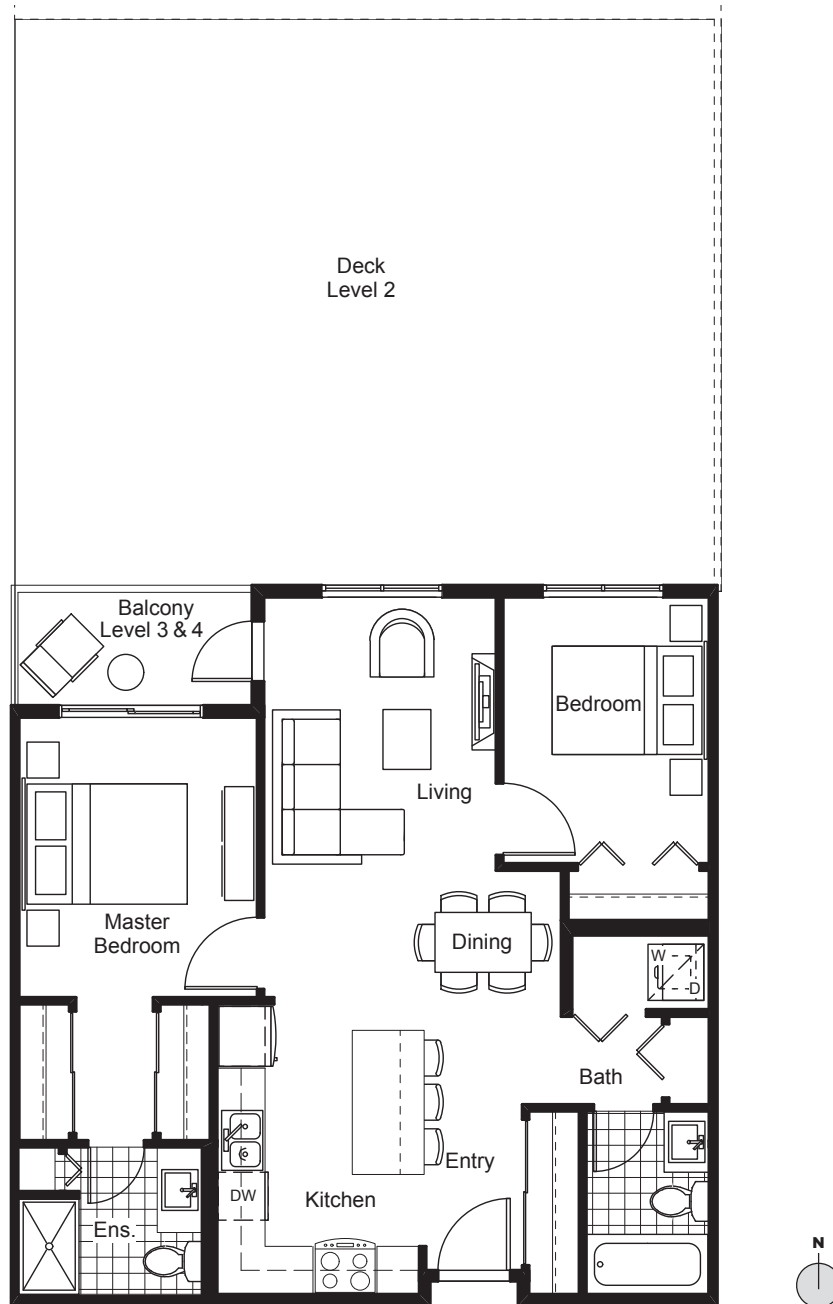 Deck
Level 2
Balcony
Level 3 & 4
Bedroom
Living
Master
Bedroom
Dining
W
D
Bath
Entry
DW
Kitchen
Ens.
N